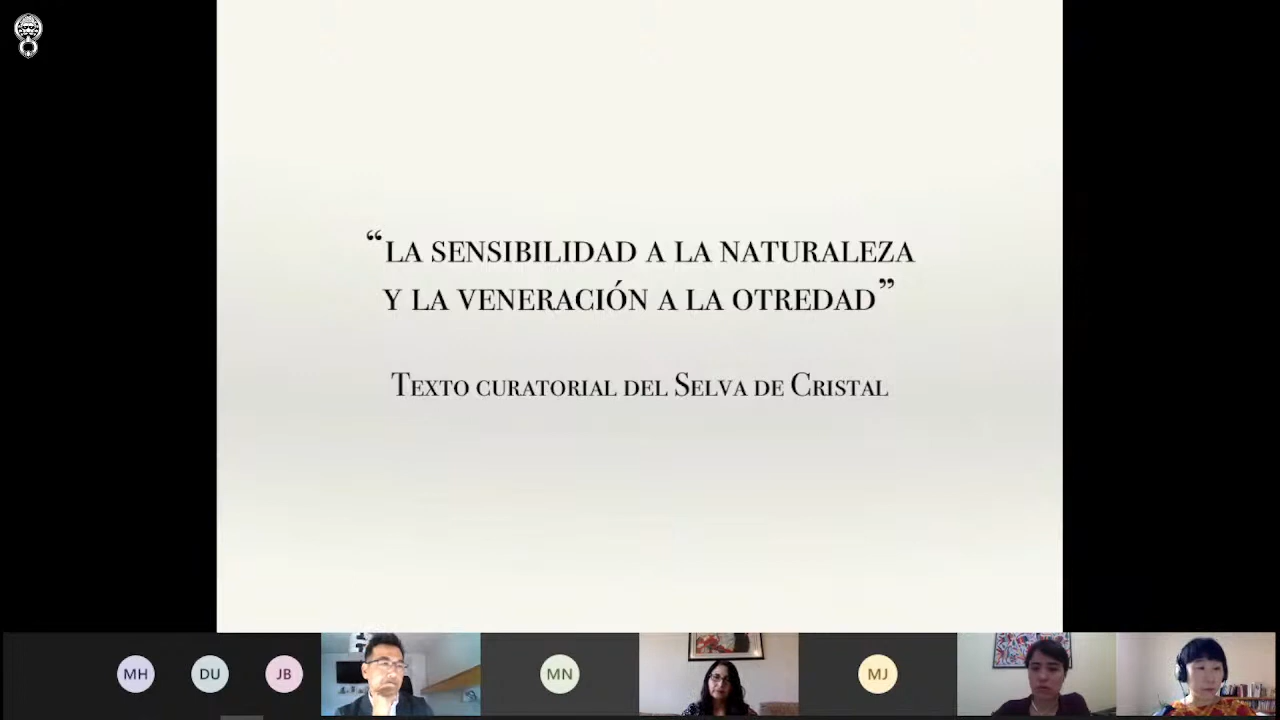 “LA SENSIBILIDAD A LA NATURALEZA
Y LA VENERACIÓN A LA OTREDAD”
TEXTO CURATORIAL DEL SELVA DE CRISTAL
MH DU JB MN MJ